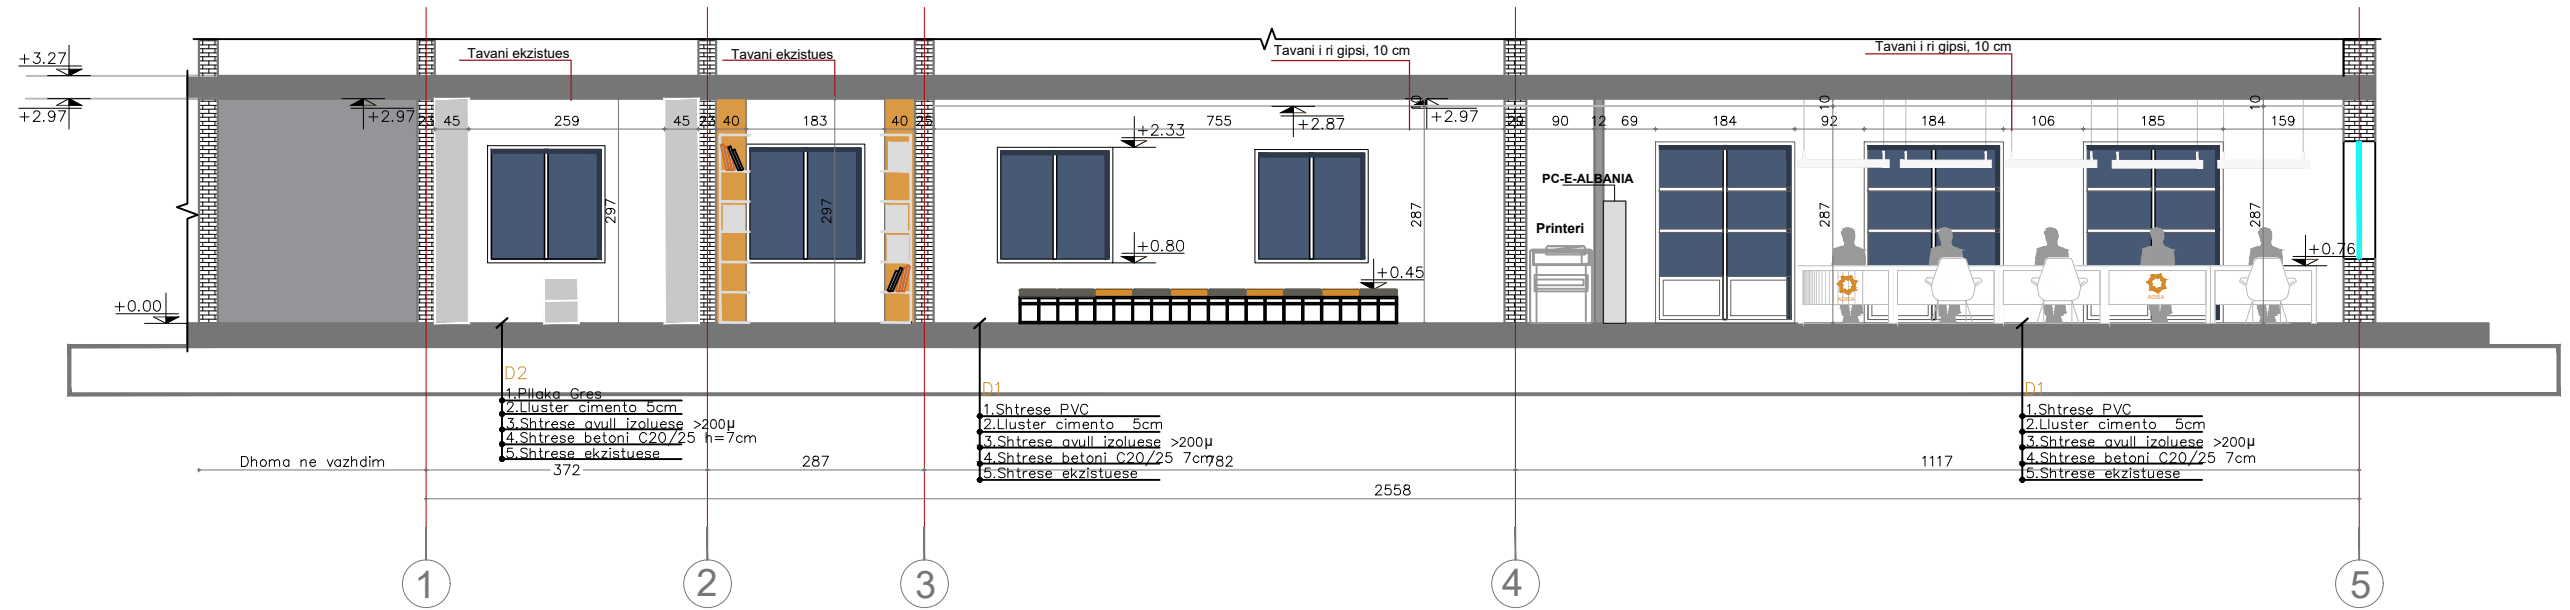 Tavani ekzistues
Tavani ekzistues
Tavani i ri gipsi, 10 cm
Tavani i ri gipsi, 10 cm
+3.27
+2.97
+2.97
+2.97
+2.87
10
10
10
23 45 259 45 23 40 183 40 25 755 90 12 69 184 92 184 106 185 159
+2.33
PC-E-ALBANIA
297
297
287
287
287
Printeri
+0.80
+0.76
+0.45
+0.00
ADISA
ADISA
D2
1.Pllaka Gres
2.Lluster cimento 5cm
3.Shtrese avull izoluese >200µ
4.Shtrese betoni C20/25 h=7cm
5.Shtrese ekzistuese
D1
1.Shtrese PVC
2.Lluster cimento 5cm
3.Shtrese avull izoluese >200µ
4.Shtrese betoni C20/25 7cm
5.Shtrese ekzistuese
D1
1.Shtrese PVC
2.Lluster cimento 5cm
3.Shtrese avull izoluese >200µ
4.Shtrese betoni C20/25 7cm
5.Shtrese ekzistuese
Dhoma ne vazhdim
372
287
782
1117
2558
1 2 3 4 5